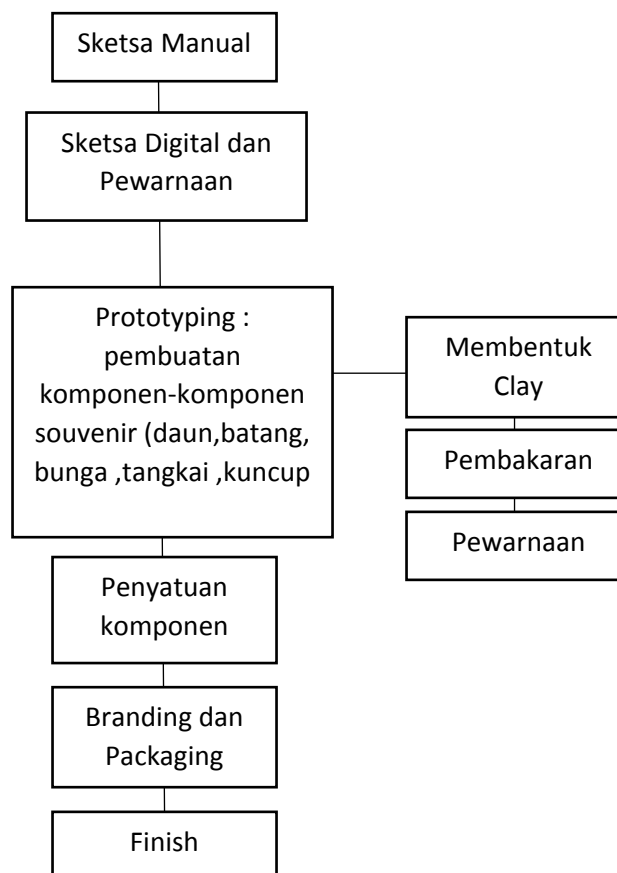 Sketsa Manual
Sketsa Digital dan
Pewarnaan
Prototyping :
pembuatan
komponen-komponen
souvenir (daun,batang,
bunga ,tangkai ,kuncup
Membentuk
Clay
Pembakaran
Pewarnaan
Penyatuan
komponen
Branding dan
Packaging
Finish